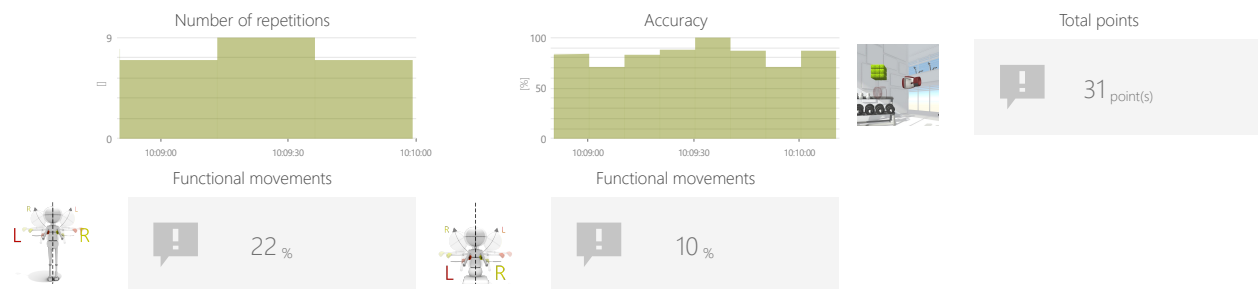 Number of repetitions
9
[]
0
10:09:00
10:09:30
10:10:00
Accuracy
100
[%]
50
0
10:09:00
10:09:30
10:10:00
Total points
31 point(s)
Functional movements
R
L
L
R
22 %
Functional movements
R
L
L
R
10 %